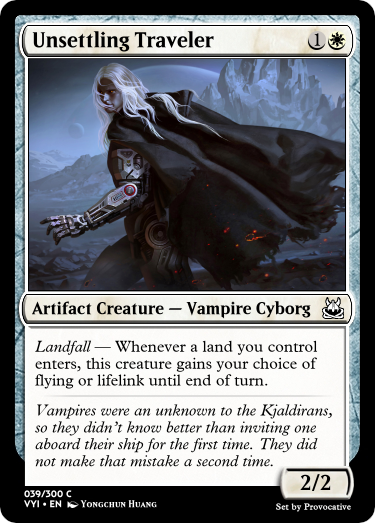 Unsettling Traveler 1
Artifact Creature — Vampire Cyborg
Landfall — Whenever a land you control
enters, this creature gains your choice of
flying or lifelink until end of turn.
Vampires were an unknown to the Kjaldirans,
so they didn't know better than inviting one
aboard their ship for the first time. They did
not make that mistake a second time.
2/2
039/300 C
VYI • EN Yongchun Huang
Set by Provocative